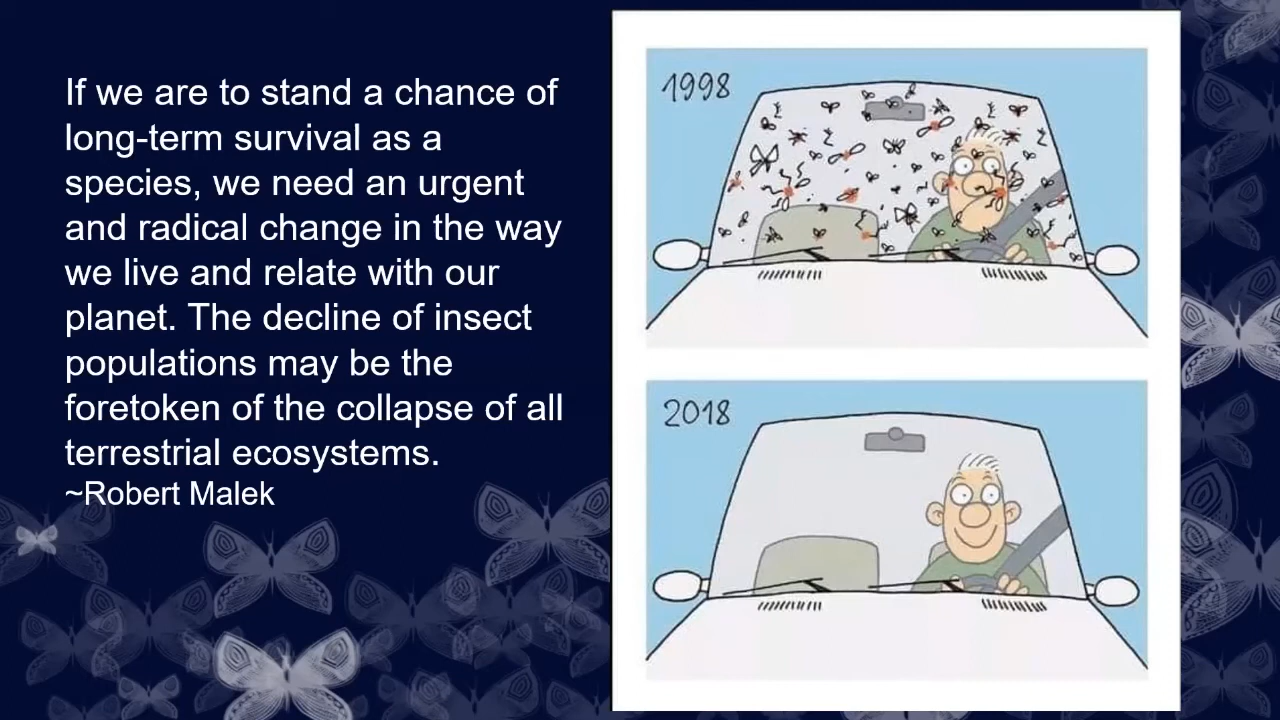 If we are to stand a chance of
long-term survival as a
species, we need an urgent
and radical change in the way
we live and relate with our
planet. The decline of insect
populations may be the
foretoken of the collapse of all
terrestrial ecosystems.
~Robert Malek
1998
2018